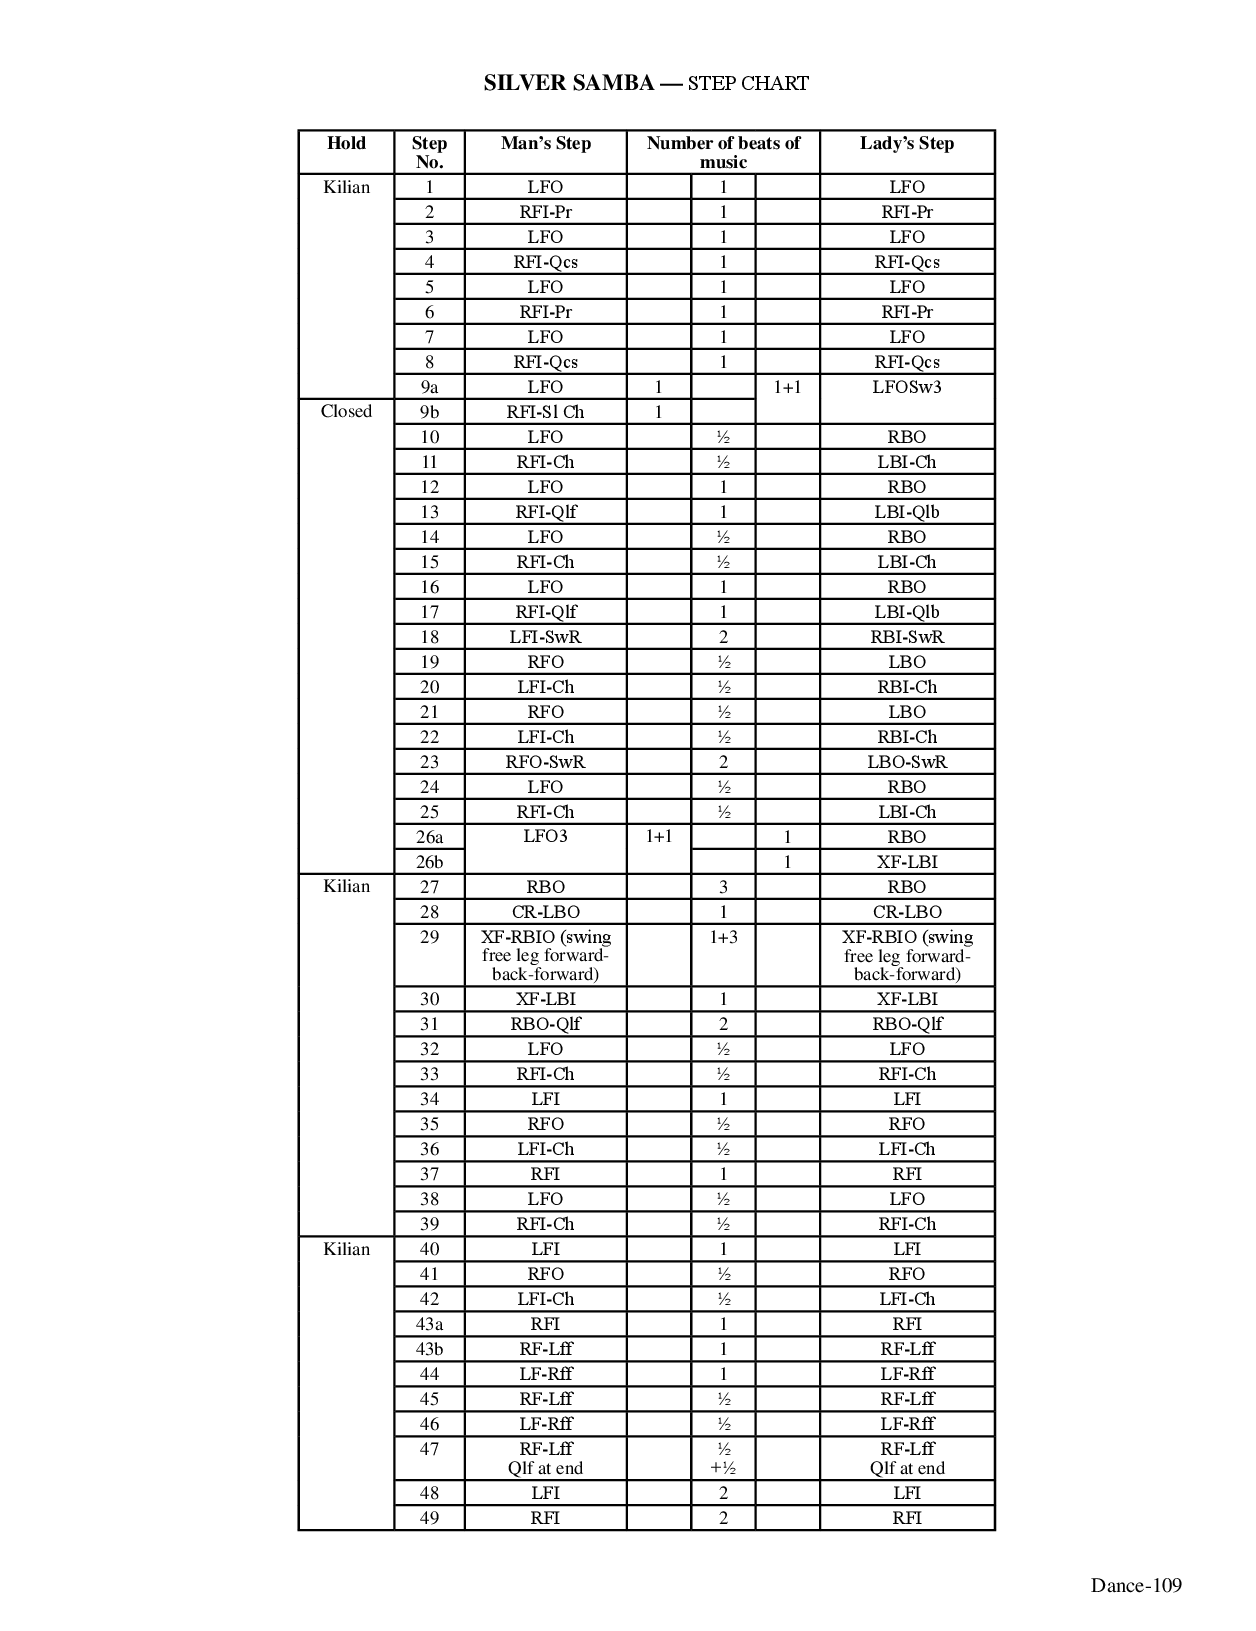 SILVER SAMBA — STEP CHART
Hold Step No. Man's Step Number of beats of music Lady's Step
Kilian 1 LFO 1 LFO
2 RFI-Pr 1 RFI-Pr
3 LFO 1 LFO
4 RFI-Qcs 1 RFI-Qcs
5 LFO 1 LFO
6 RFI-Pr 1 RFI-Pr
7 LFO 1 LFO
8 RFI-Qcs 1 RFI-Qcs
9a LFO 1 1+1 LFOSw3
Closed 9b RFI-Sl Ch 1
10 LFO ½ RBO
11 RFI-Ch ½ LBI-Ch
12 LFO 1 RBO
13 RFI-Qlf 1 LBI-Qlb
14 LFO ½ RBO
15 RFI-Ch ½ LBI-Ch
16 LFO 1 RBO
17 RFI-Qlf 1 LBI-Qlb
18 LFI-SwR 2 RBI-SwR
19 RFO ½ LBO
20 LFI-Ch ½ RBI-Ch
21 RFO ½ LBO
22 LFI-Ch ½ RBI-Ch
23 RFO-SwR 2 LBO-SwR
24 LFO ½ RBO
25 RFI-Ch ½ LBI-Ch
26a LFO3 1+1 1 RBO
26b 1 XF-LBI
Kilian 27 RBO 3 RBO
28 CR-LBO 1 CR-LBO
29 XF-RBIO (swing 1+3 XF-RBIO (swing
free leg forward- free leg forward-
back-forward) back-forward)
30 XF-LBI 1 XF-LBI
31 RBO-Qlf 2 RBO-Qlf
32 LFO ½ LFO
33 RFI-Ch ½ RFI-Ch
34 LFI 1 LFI
35 RFO ½ RFO
36 LFI-Ch ½ LFI-Ch
37 RFI 1 RFI
38 LFO ½ LFO
39 RFI-Ch ½ RFI-Ch
Kilian 40 LFI 1 LFI
41 RFO ½ RFO
42 LFI-Ch ½ LFI-Ch
43a RFI 1 RFI
43b RF-Lff 1 RF-Lff
44 LF-Rff 1 LF-Rff
45 RF-Lff ½ RF-Lff
46 LF-Rff ½ LF-Rff
47 RF-Lff ½ RF-Lff
Qlf at end +½ Qlf at end
48 LFI 2 LFI
49 RFI 2 RFI
Dance-109